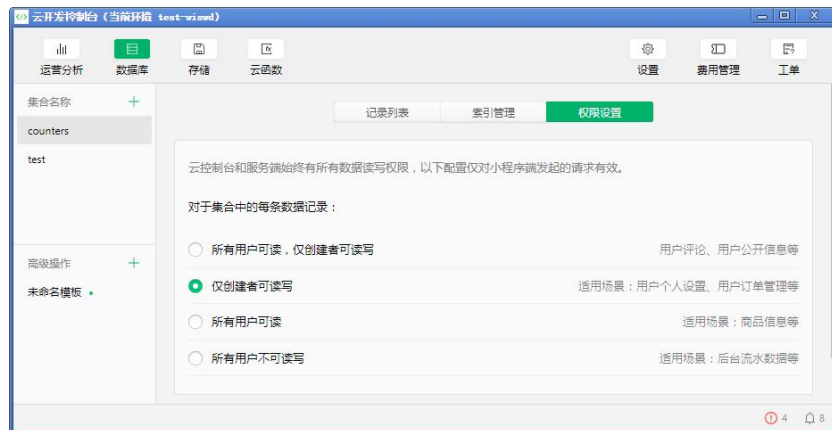 云开发控制台（当前环境 test-wiswd）
运营分析 数据库 存储 云函数 设置 费用管理 工单
集合名称
counters
test
高级操作
未命名模板
记录列表 索引管理 权限设置
云控制台和服务端始终有所有数据读写权限，以下配置仅对小程序端发起的请求有效。
对于集合中的每条数据记录：
所有用户可读，仅创建者可读写 用户评论、用户公开信息等
仅创建者可读写 适用场景：用户个人设置、用户订单管理等
所有用户可读 适用场景：商品信息等
所有用户不可读写 适用场景：后台流水数据等
4 8